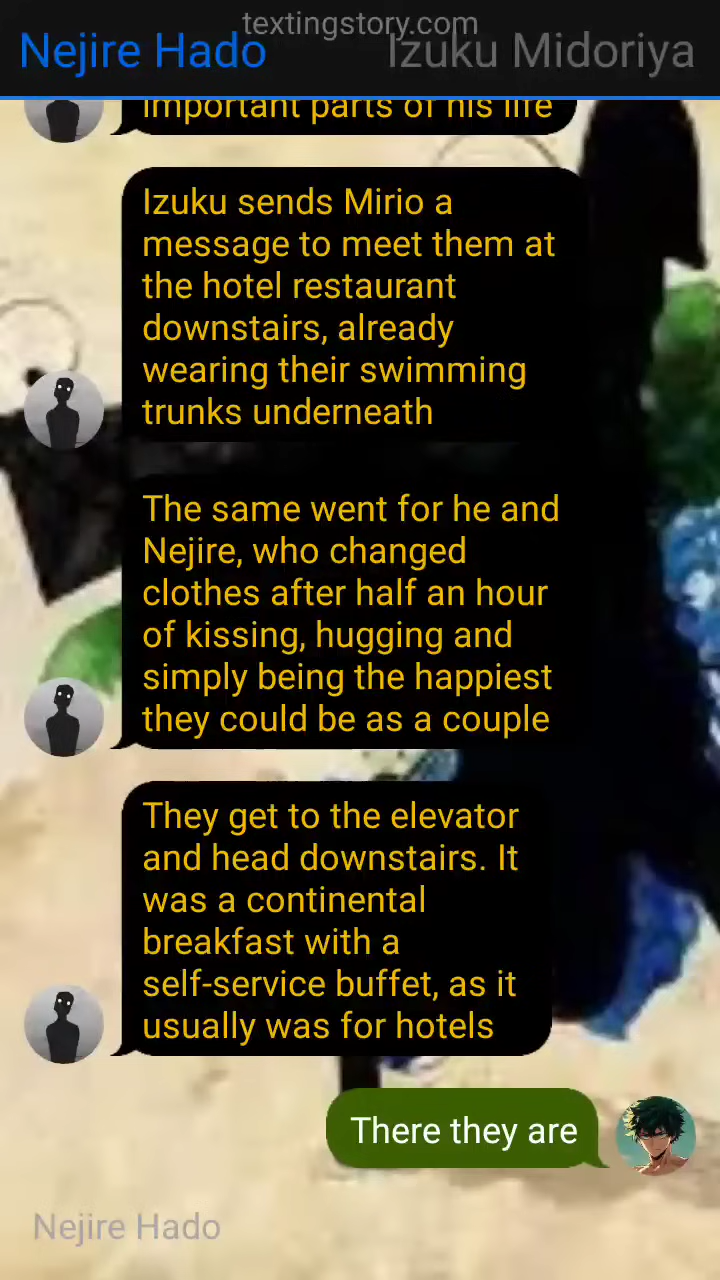 textingstory.com
Nejire Hado
Izuku Midoriya
important parts of his life
Izuku sends Mirio a
message to meet them at
the hotel restaurant
downstairs, already
wearing their swimming
trunks underneath
The same went for he and
Nejire, who changed
clothes after half an hour
of kissing, hugging and
simply being the happiest
they could be as a couple
They get to the elevator
and head downstairs. It
was a continental
breakfast with a
self-service buffet, as it
usually was for hotels
There they are
Nejire Hado